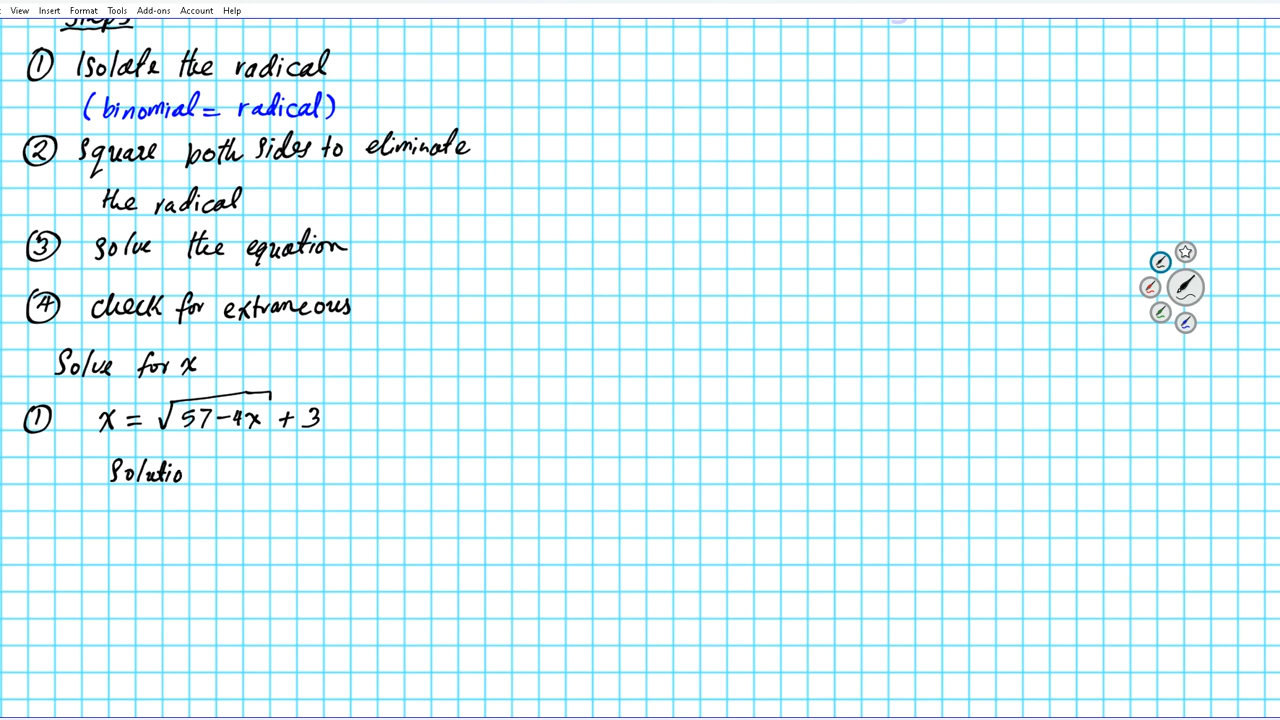 View Insert Format Tools Add-ons Account Help
Steps
① Isolate the radical
(binomial = radical)
② square both sides to eliminate
the radical
③ solve the equation
④ check for extraneous
Solve for x
① x = √57-4x + 3
Solutio